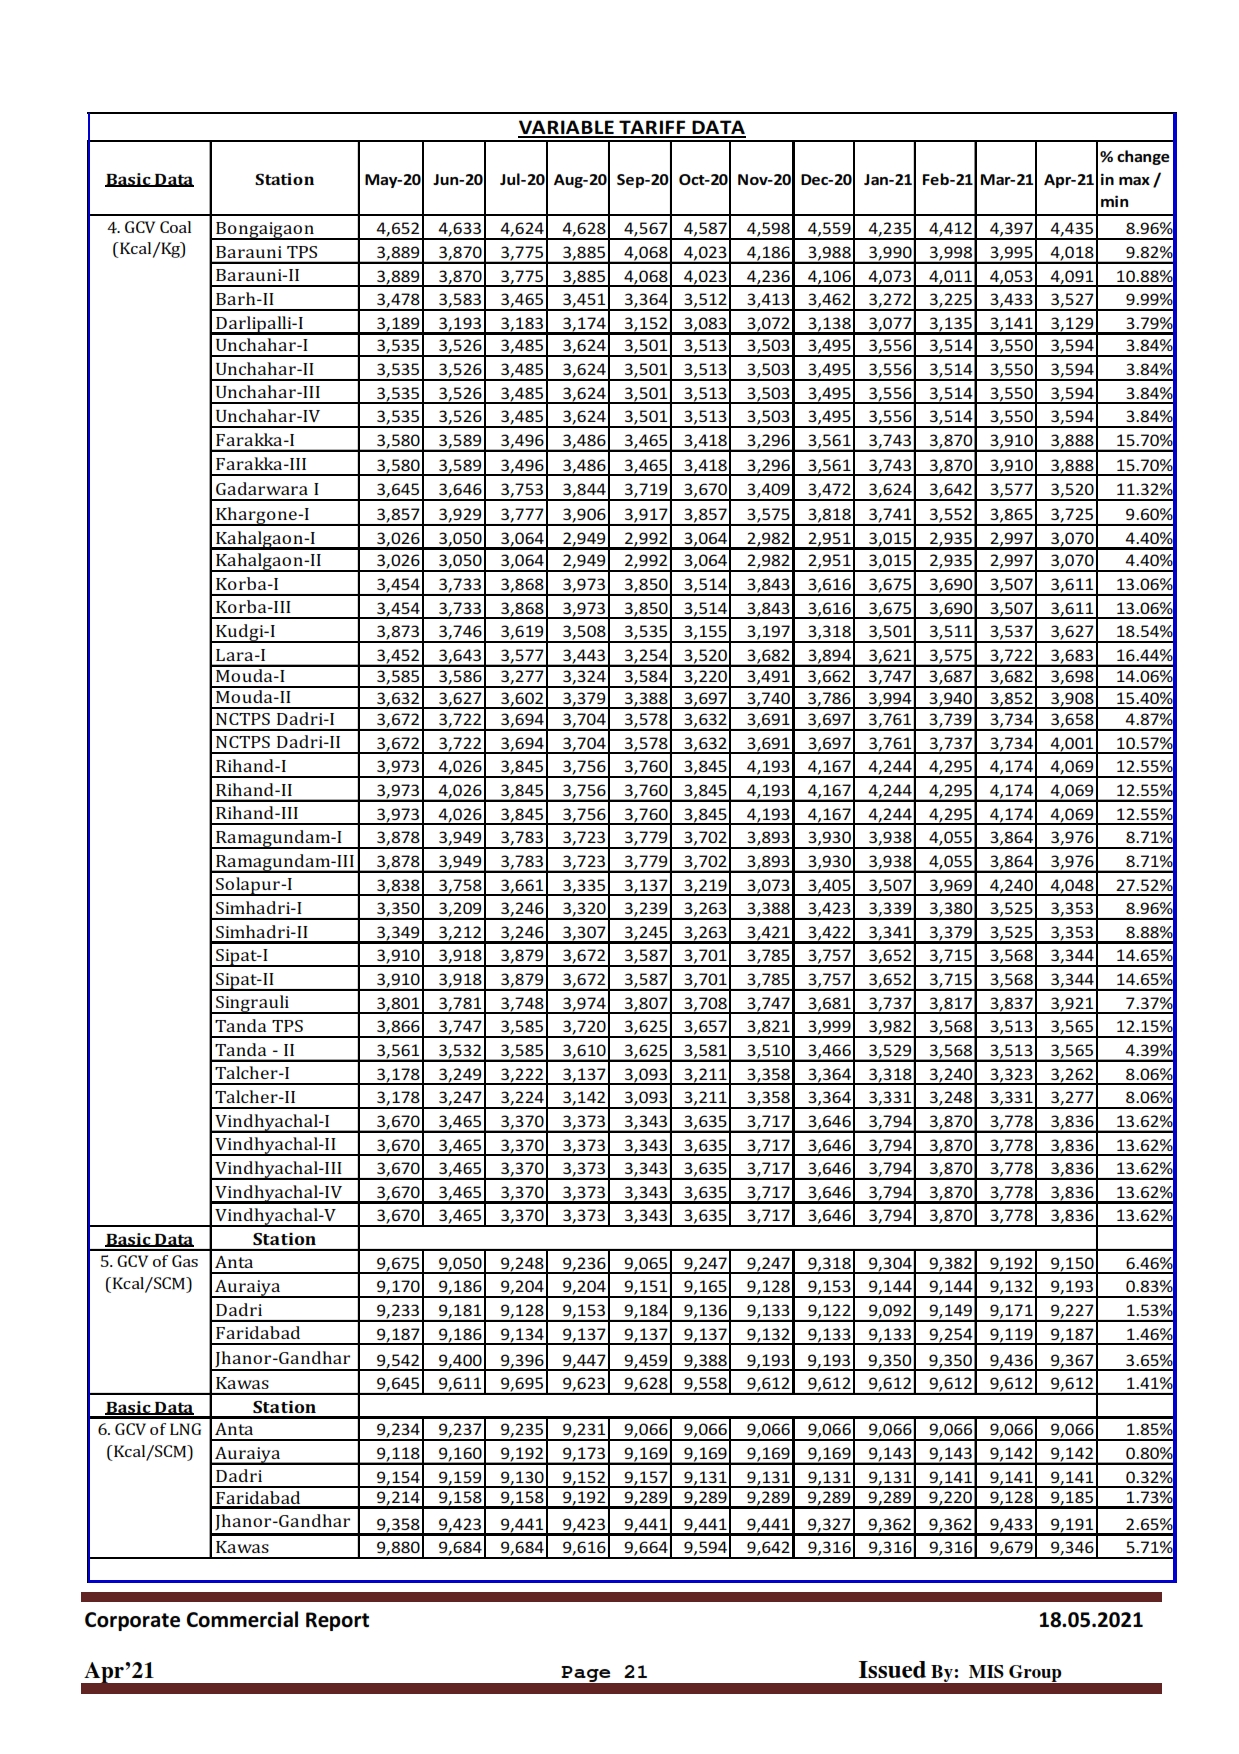 VARIABLE TARIFF DATA
Basic Data Station May-20 Jun-20 Jul-20 Aug-20 Sep-20 Oct-20 Nov-20 Dec-20 Jan-21 Feb-21 Mar-21 Apr-21 % change in max / min
4. GCV Coal (Kcal/Kg) Bongaigaon 4,652 4,633 4,624 4,628 4,567 4,587 4,598 4,559 4,235 4,412 4,397 4,435 8.96%
Barauni TPS 3,889 3,870 3,775 3,885 4,068 4,023 4,186 3,988 3,990 3,998 3,995 4,018 9.82%
Barauni-II 3,889 3,870 3,775 3,885 4,068 4,023 4,236 4,106 4,073 4,011 4,053 4,091 10.88%
Barh-II 3,478 3,583 3,465 3,451 3,364 3,512 3,413 3,462 3,272 3,225 3,433 3,527 9.99%
Darlipalli-I 3,189 3,193 3,183 3,174 3,152 3,083 3,072 3,138 3,077 3,135 3,141 3,129 3.79%
Unchahar-I 3,535 3,526 3,485 3,624 3,501 3,513 3,503 3,495 3,556 3,514 3,550 3,594 3.84%
Unchahar-II 3,535 3,526 3,485 3,624 3,501 3,513 3,503 3,495 3,556 3,514 3,550 3,594 3.84%
Unchahar-III 3,535 3,526 3,485 3,624 3,501 3,513 3,503 3,495 3,556 3,514 3,550 3,594 3.84%
Unchahar-IV 3,535 3,526 3,485 3,624 3,501 3,513 3,503 3,495 3,556 3,514 3,550 3,594 3.84%
Farakka-I 3,580 3,589 3,496 3,486 3,465 3,418 3,296 3,561 3,743 3,870 3,910 3,888 15.70%
Farakka-III 3,580 3,589 3,496 3,486 3,465 3,418 3,296 3,561 3,743 3,870 3,910 3,888 15.70%
Gadarwara I 3,645 3,646 3,753 3,844 3,719 3,670 3,409 3,472 3,624 3,642 3,577 3,520 11.32%
Khargone-I 3,857 3,929 3,777 3,906 3,917 3,857 3,575 3,818 3,741 3,552 3,865 3,725 9.60%
Kahalgaon-I 3,026 3,050 3,064 2,949 2,992 3,064 2,982 2,951 3,015 2,935 2,997 3,070 4.40%
Kahalgaon-II 3,026 3,050 3,064 2,949 2,992 3,064 2,982 2,951 3,015 2,935 2,997 3,070 4.40%
Korba-I 3,454 3,733 3,868 3,973 3,850 3,514 3,843 3,616 3,675 3,690 3,507 3,611 13.06%
Korba-III 3,454 3,733 3,868 3,973 3,850 3,514 3,843 3,616 3,675 3,690 3,507 3,611 13.06%
Kudgi-I 3,873 3,746 3,619 3,508 3,535 3,155 3,197 3,318 3,501 3,511 3,537 3,627 18.54%
Lara-I 3,452 3,643 3,577 3,443 3,254 3,520 3,682 3,894 3,621 3,575 3,722 3,683 16.44%
Mouda-I 3,585 3,586 3,277 3,324 3,584 3,220 3,491 3,662 3,747 3,687 3,682 3,698 14.06%
Mouda-II 3,632 3,627 3,602 3,379 3,388 3,697 3,740 3,786 3,994 3,940 3,852 3,908 15.40%
NCTPS Dadri-I 3,672 3,722 3,694 3,704 3,578 3,632 3,691 3,697 3,761 3,739 3,734 3,658 4.87%
NCTPS Dadri-II 3,672 3,722 3,694 3,704 3,578 3,632 3,691 3,697 3,761 3,737 3,734 4,001 10.57%
Rihand-I 3,973 4,026 3,845 3,756 3,760 3,845 4,193 4,167 4,244 4,295 4,174 4,069 12.55%
Rihand-II 3,973 4,026 3,845 3,756 3,760 3,845 4,193 4,167 4,244 4,295 4,174 4,069 12.55%
Rihand-III 3,973 4,026 3,845 3,756 3,760 3,845 4,193 4,167 4,244 4,295 4,174 4,069 12.55%
Ramagundam-I 3,878 3,949 3,783 3,723 3,779 3,702 3,893 3,930 3,938 4,055 3,864 3,976 8.71%
Ramagundam-III 3,878 3,949 3,783 3,723 3,779 3,702 3,893 3,930 3,938 4,055 3,864 3,976 8.71%
Solapur-I 3,838 3,758 3,661 3,335 3,137 3,219 3,073 3,405 3,507 3,969 4,240 4,048 27.52%
Simhadri-I 3,350 3,209 3,246 3,320 3,239 3,263 3,388 3,423 3,339 3,380 3,525 3,353 8.96%
Simhadri-II 3,349 3,212 3,246 3,307 3,245 3,263 3,421 3,422 3,341 3,379 3,525 3,353 8.88%
Sipat-I 3,910 3,918 3,879 3,672 3,587 3,701 3,785 3,757 3,652 3,715 3,568 3,344 14.65%
Sipat-II 3,910 3,918 3,879 3,672 3,587 3,701 3,785 3,757 3,652 3,715 3,568 3,344 14.65%
Singrauli 3,801 3,781 3,748 3,974 3,807 3,708 3,747 3,681 3,737 3,817 3,837 3,921 7.37%
Tanda TPS 3,866 3,747 3,585 3,720 3,625 3,657 3,821 3,999 3,982 3,568 3,513 3,565 12.15%
Tanda - II 3,561 3,532 3,585 3,610 3,625 3,581 3,510 3,466 3,529 3,568 3,513 3,565 4.39%
Talcher-I 3,178 3,249 3,222 3,137 3,093 3,211 3,358 3,364 3,318 3,240 3,323 3,262 8.06%
Talcher-II 3,178 3,247 3,224 3,142 3,093 3,211 3,358 3,364 3,331 3,248 3,331 3,277 8.06%
Vindhyachal-I 3,670 3,465 3,370 3,373 3,343 3,635 3,717 3,646 3,794 3,870 3,778 3,836 13.62%
Vindhyachal-II 3,670 3,465 3,370 3,373 3,343 3,635 3,717 3,646 3,794 3,870 3,778 3,836 13.62%
Vindhyachal-III 3,670 3,465 3,370 3,373 3,343 3,635 3,717 3,646 3,794 3,870 3,778 3,836 13.62%
Vindhyachal-IV 3,670 3,465 3,370 3,373 3,343 3,635 3,717 3,646 3,794 3,870 3,778 3,836 13.62%
Vindhyachal-V 3,670 3,465 3,370 3,373 3,343 3,635 3,717 3,646 3,794 3,870 3,778 3,836 13.62%
Basic Data Station
5. GCV of Gas (Kcal/SCM) Anta 9,675 9,050 9,248 9,236 9,065 9,247 9,247 9,318 9,304 9,382 9,192 9,150 6.46%
Auraiya 9,170 9,186 9,204 9,204 9,151 9,165 9,128 9,153 9,144 9,144 9,132 9,193 0.83%
Dadri 9,233 9,181 9,128 9,153 9,184 9,136 9,133 9,122 9,092 9,149 9,171 9,227 1.53%
Faridabad 9,187 9,186 9,134 9,137 9,137 9,137 9,132 9,133 9,133 9,254 9,119 9,187 1.46%
Jhanor-Gandhar 9,542 9,400 9,396 9,447 9,459 9,388 9,193 9,193 9,350 9,350 9,436 9,367 3.65%
Kawas 9,645 9,611 9,695 9,623 9,628 9,558 9,612 9,612 9,612 9,612 9,612 9,612 1.41%
Basic Data Station
6. GCV of LNG (Kcal/SCM) Anta 9,234 9,237 9,235 9,231 9,066 9,066 9,066 9,066 9,066 9,066 9,066 9,066 1.85%
Auraiya 9,118 9,160 9,192 9,173 9,169 9,169 9,169 9,169 9,143 9,143 9,142 9,142 0.80%
Dadri 9,154 9,159 9,130 9,152 9,157 9,131 9,131 9,131 9,131 9,141 9,141 9,141 0.32%
Faridabad 9,214 9,158 9,158 9,192 9,289 9,289 9,289 9,289 9,289 9,220 9,128 9,185 1.73%
Jhanor-Gandhar 9,358 9,423 9,441 9,423 9,441 9,441 9,441 9,327 9,362 9,362 9,433 9,191 2.65%
Kawas 9,880 9,684 9,684 9,616 9,664 9,594 9,642 9,316 9,316 9,316 9,679 9,346 5.71%
Corporate Commercial Report 18.05.2021
Apr’21 Page 21 Issued By: MIS Group